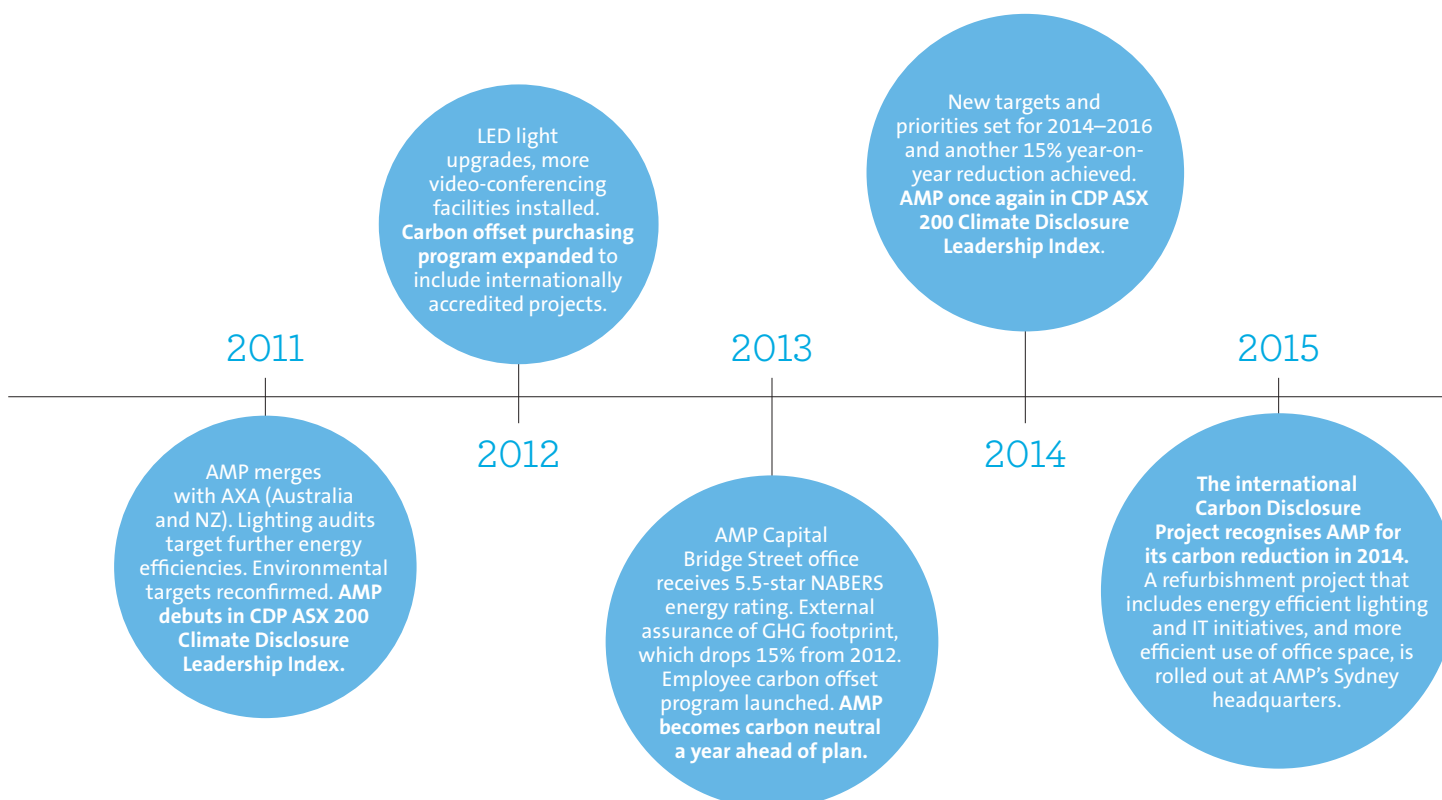 2011
AMP merges
with AXA (Australia
and NZ). Lighting audits
target further energy
efficiencies. Environmental
targets reconfirmed. AMP
debuts in CDP ASX 200
Climate Disclosure
Leadership Index.
LED light
upgrades, more
video-conferencing
facilities installed.
Carbon offset purchasing
program expanded to
include internationally
accredited projects.
2012
2013
AMP Capital
Bridge Street office
receives 5.5-star NABERS
energy rating. External
assurance of GHG footprint,
which drops 15% from 2012.
Employee carbon offset
program launched. AMP
becomes carbon neutral
a year ahead of plan.
New targets and
priorities set for 2014–2016
and another 15% year-on-
year reduction achieved.
AMP once again in CDP ASX
200 Climate Disclosure
Leadership Index.
2014
2015
The international
Carbon Disclosure
Project recognises AMP for
its carbon reduction in 2014.
A refurbishment project that
includes energy efficient lighting
and IT initiatives, and more
efficient use of office space, is
rolled out at AMP’s Sydney
headquarters.